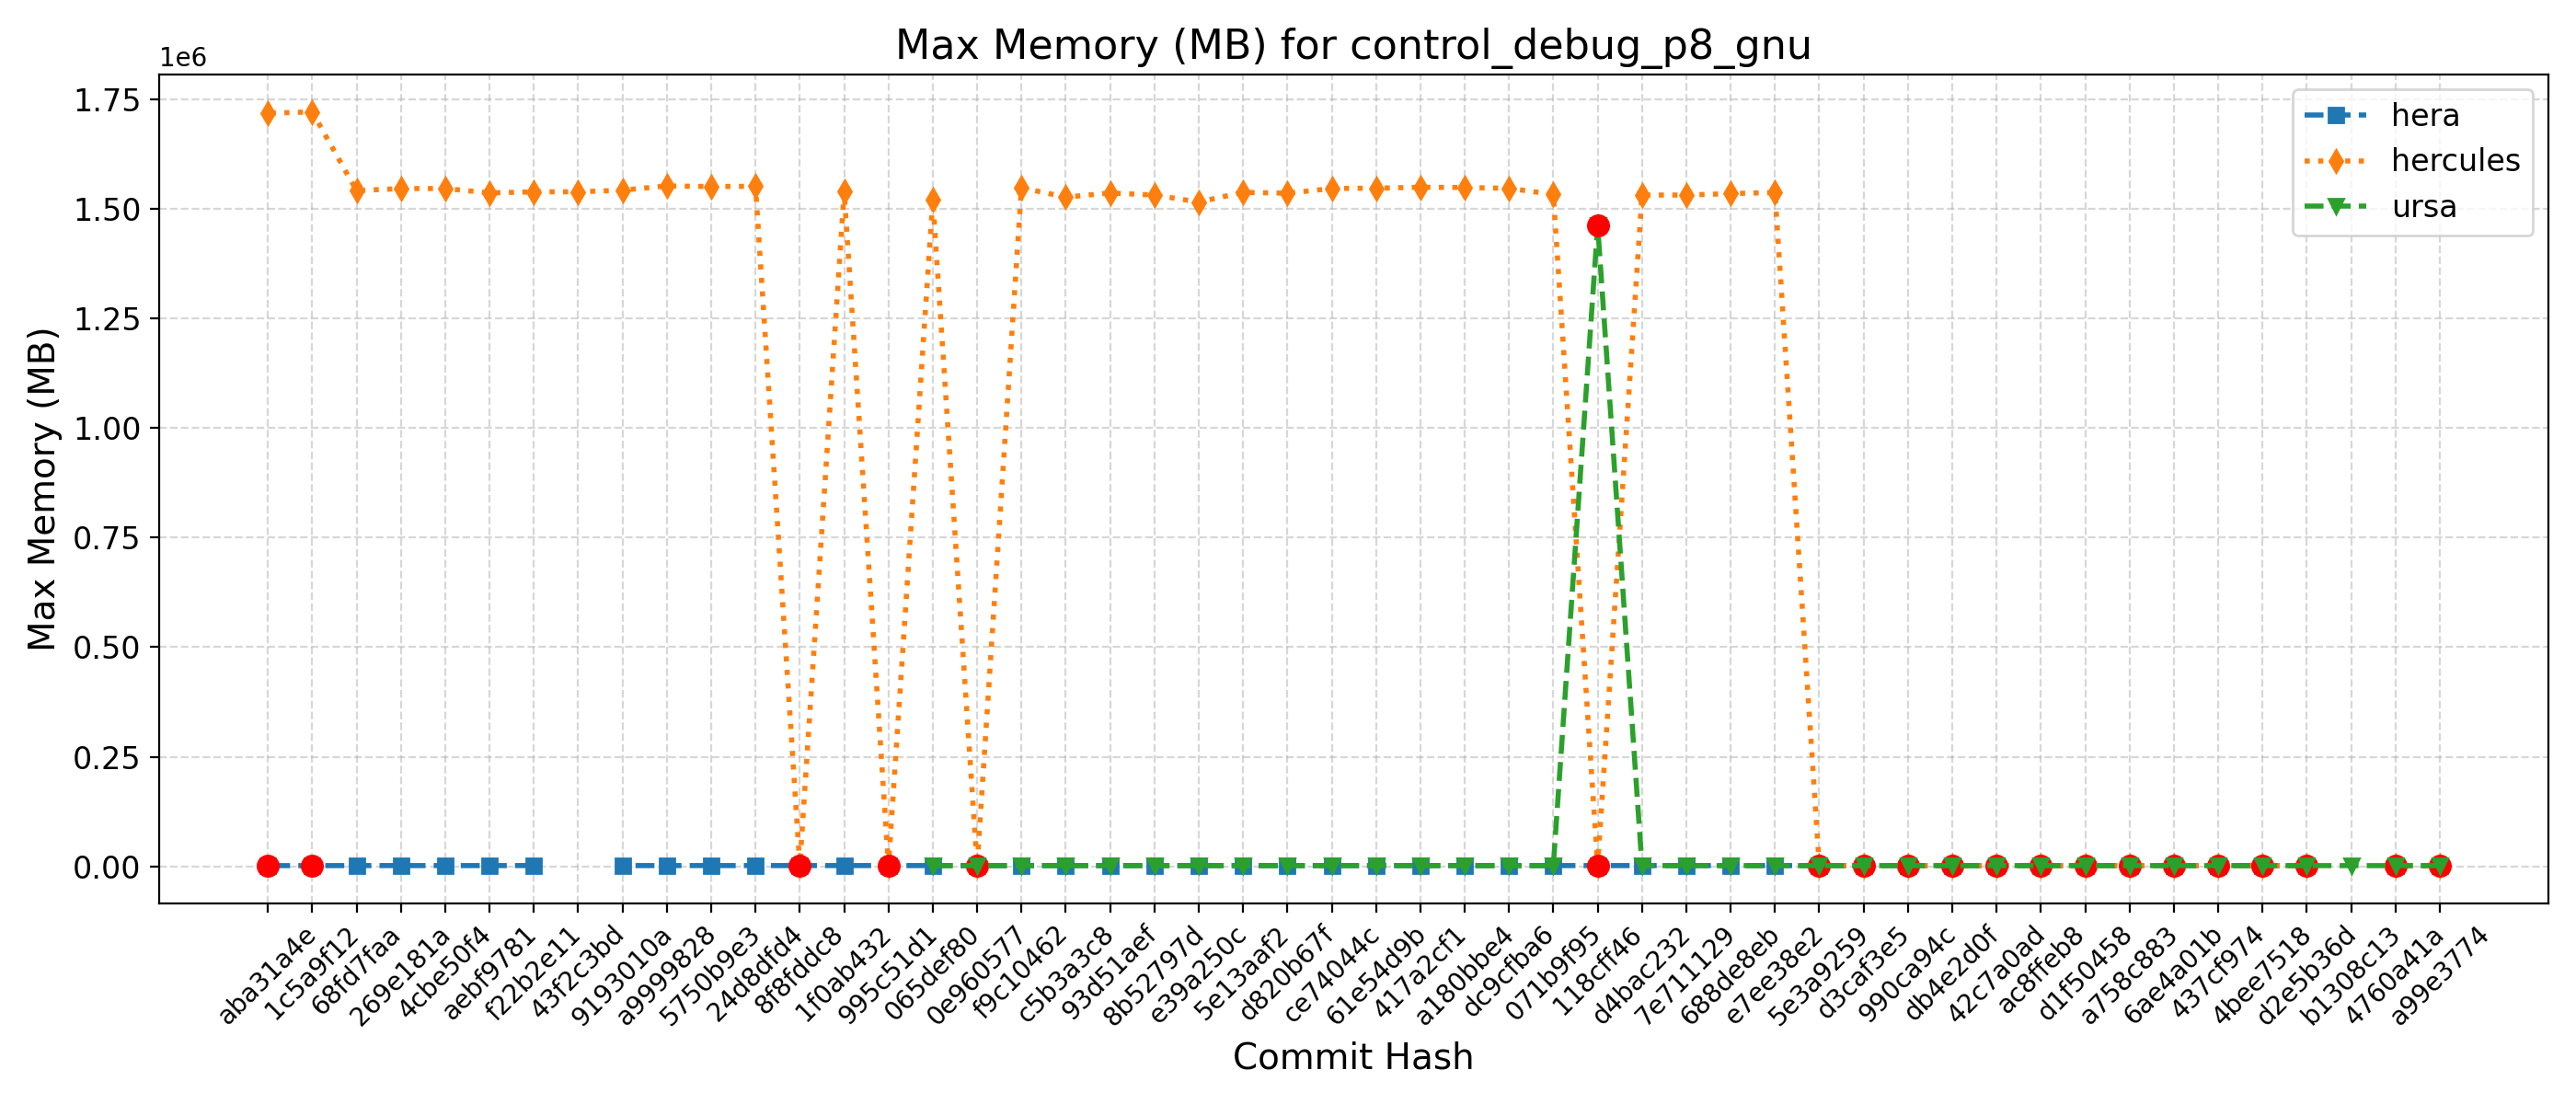 Max Memory (MB) for control_debug_p8_gnu
1e6
1.75
1.50
1.25
1.00
0.75
0.50
0.25
0.00
Max Memory (MB)
hera
hercules
ursa
aba31a4e
1c5a9f12
68fd7faa
269e181a
4cbe50f4
aebf9781
f22b2e11
43f2c3bd
9193010a
a9999828
5750b9e3
24d8dfd4
8f8fddc8
1f0ab432
995c51d1
065def80
0e960577
f9c10462
c5b3a3c8
93d51aef
8b52797d
e39a250c
5e13aaf2
d820b67f
ce74044c
61e54d9b
417a2cf1
a180bbe4
dc9cfba6
071b9f95
118cff46
d4bac232
7e711129
688de8eb
e7ee38e2
5e3a9259
d3caf3e5
990ca94c
db4e2d0f
42c7a0ad
ac8ffeb8
d1f50458
a758c883
6ae4a01b
437cf974
4bee7518
d2e5b36d
b1308c13
4760a41a
a99e3774
Commit Hash